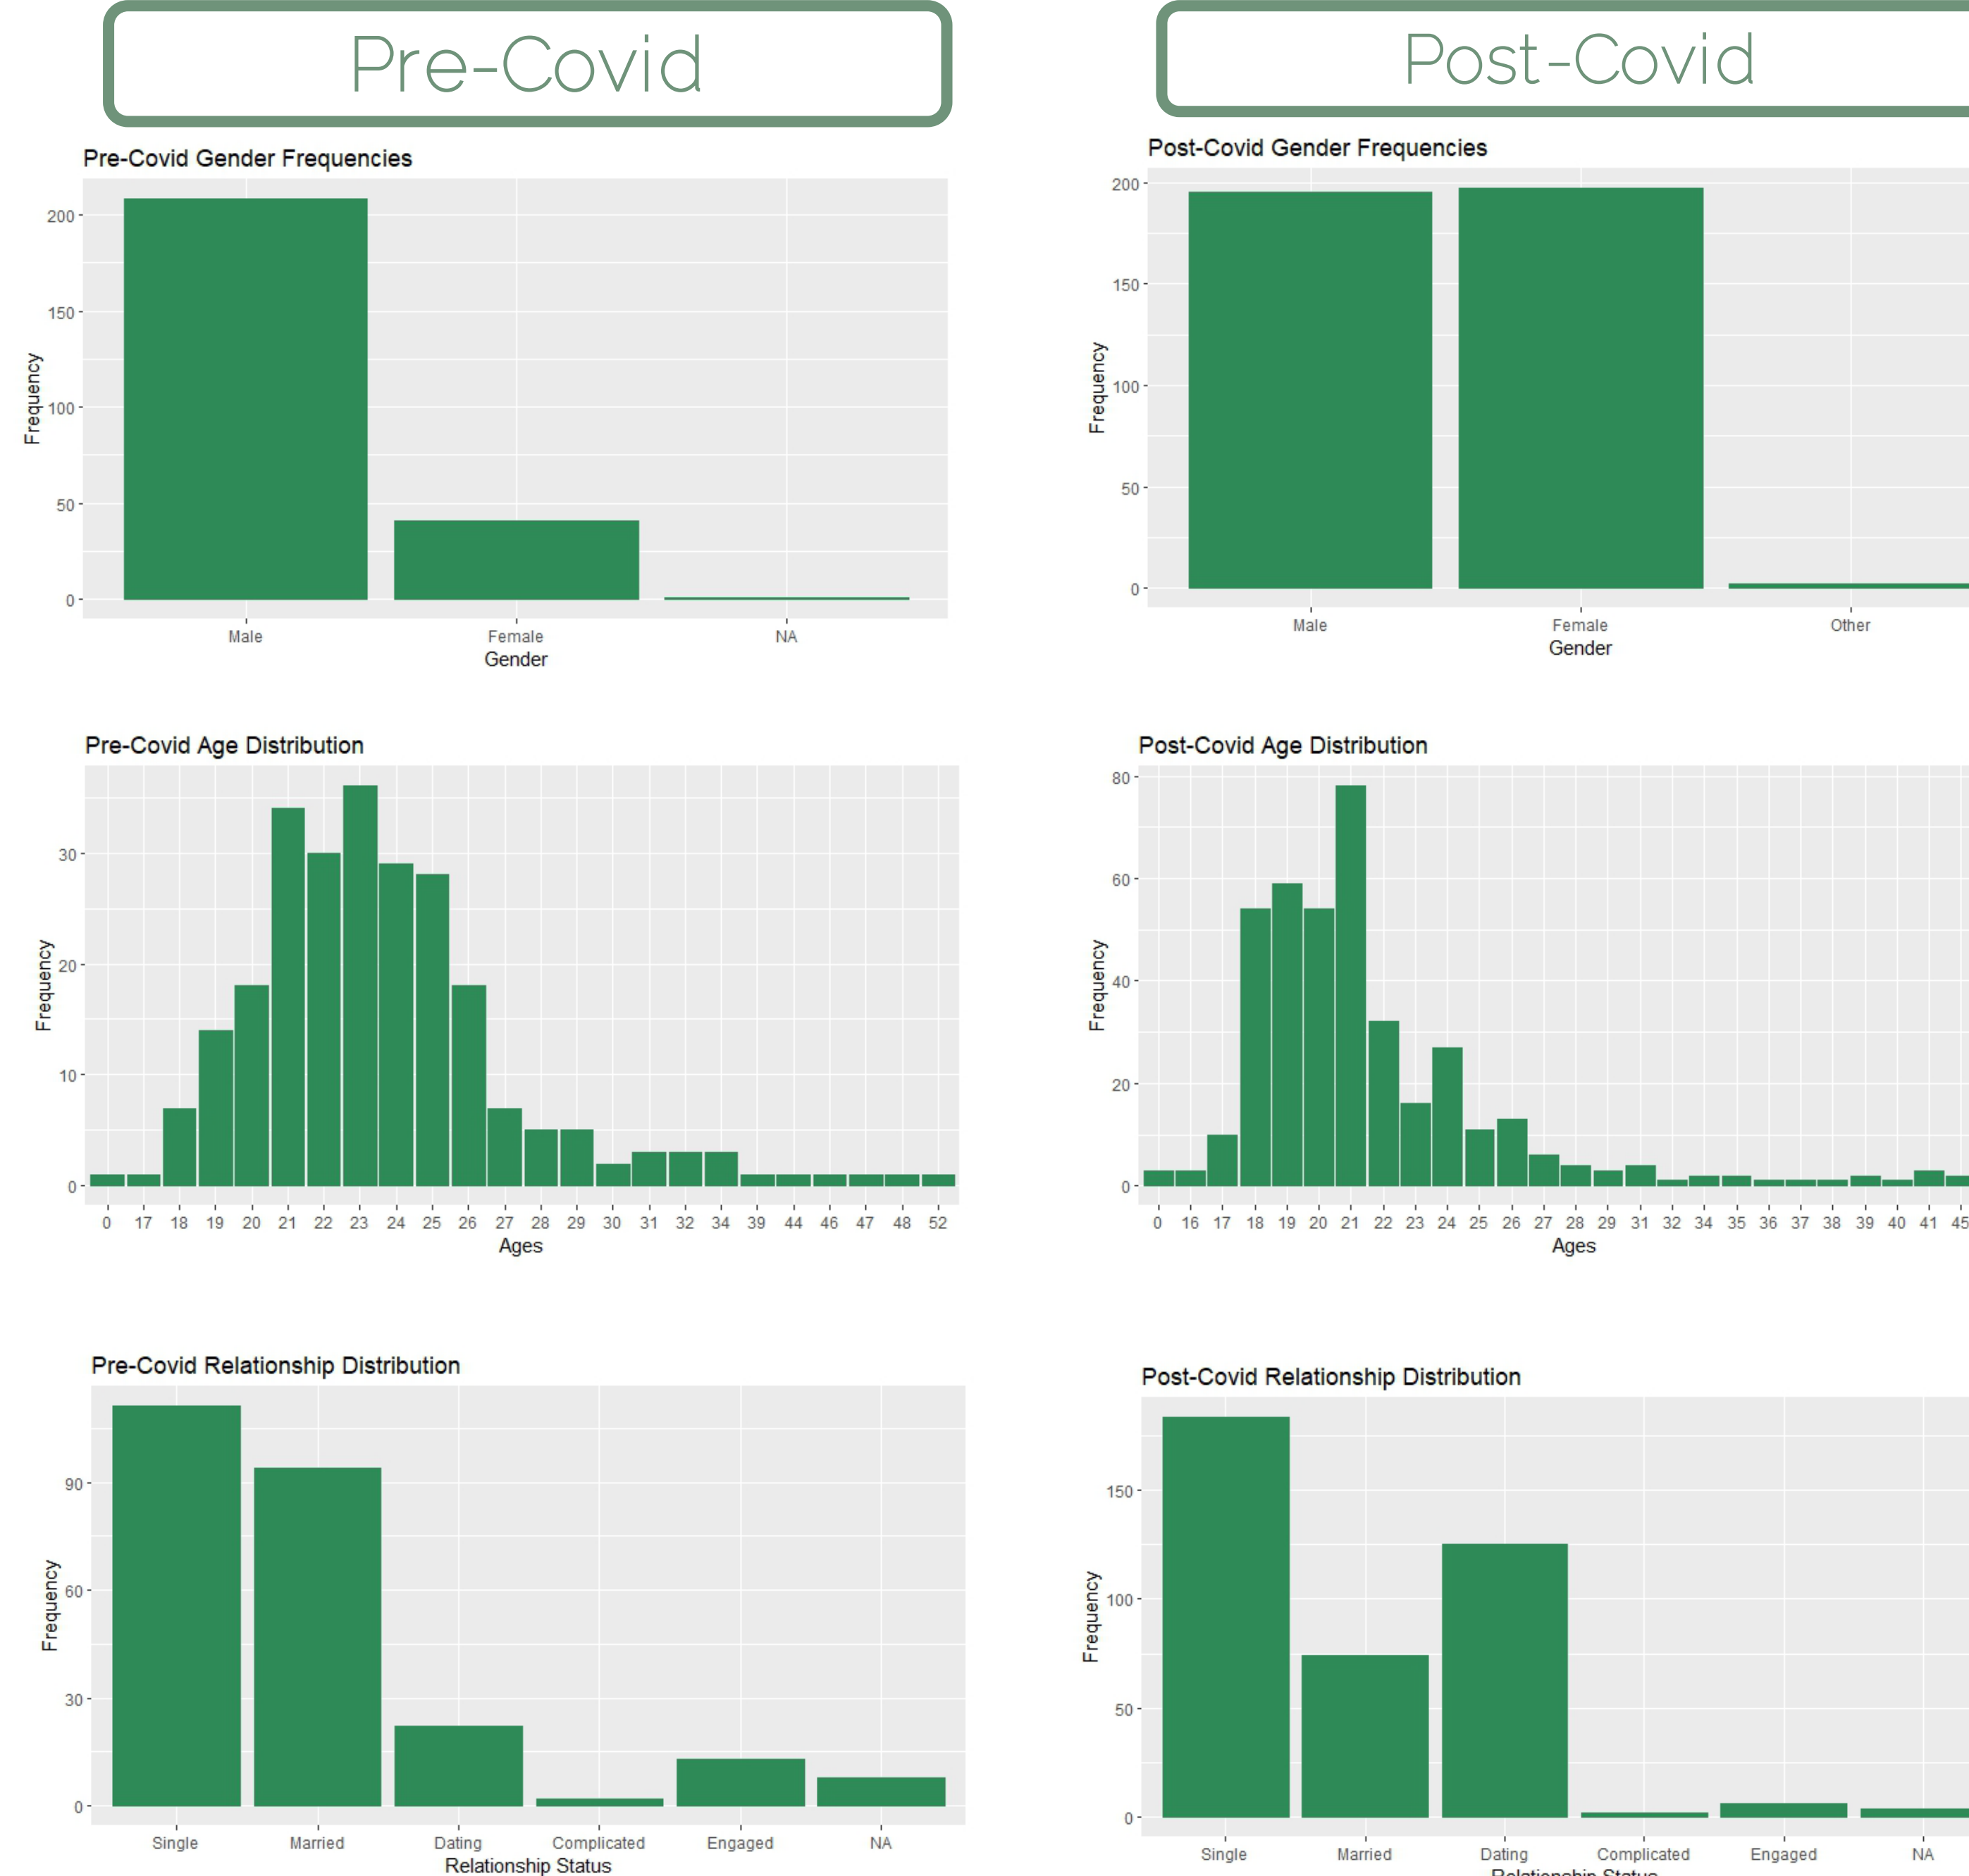 Pre-Covid
Post-Covid
Pre-Covid Gender Frequencies
200
150
100
50
0
Frequency
Male Female NA
Gender
Post-Covid Gender Frequencies
200
150
100
50
0
Frequency
Male Female Other
Gender
Pre-Covid Age Distribution
30
20
10
0
Frequency
0 17 18 19 20 21 22 23 24 25 26 27 28 29 30 31 32 34 39 44 46 47 48 52
Ages
Post-Covid Age Distribution
80
60
40
20
0
Frequency
0 16 17 18 19 20 21 22 23 24 25 26 27 28 29 31 32 34 35 36 37 38 39 40 41 45
Ages
Pre-Covid Relationship Distribution
90
60
30
0
Frequency
Single Married Dating Complicated Engaged NA
Relationship Status
Post-Covid Relationship Distribution
150
100
50
0
Frequency
Single Married Dating Complicated Engaged NA
Relationship Status